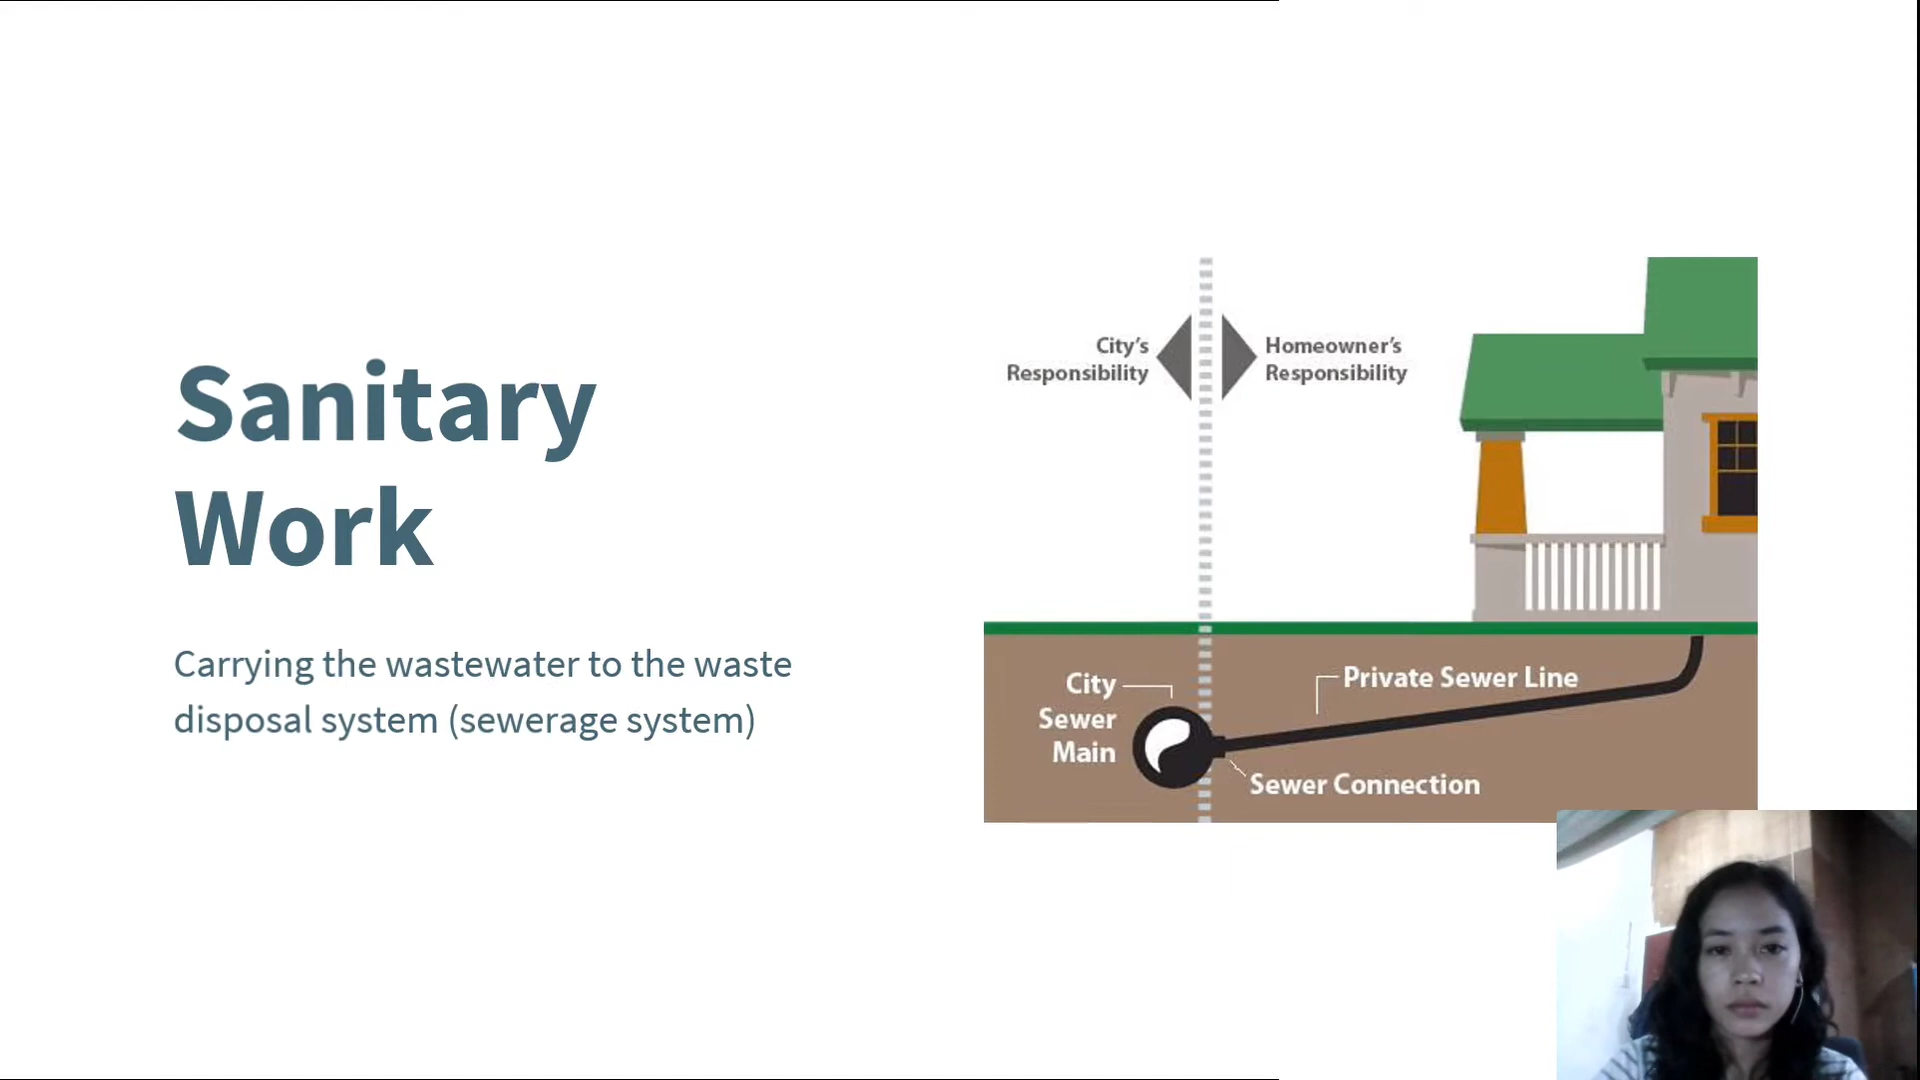 Sanitary
Work
Carrying the wastewater to the waste
disposal system (sewerage system)
City's
Responsibility
Homeowner's
Responsibility
City
Sewer
Main
Private Sewer Line
Sewer Connection